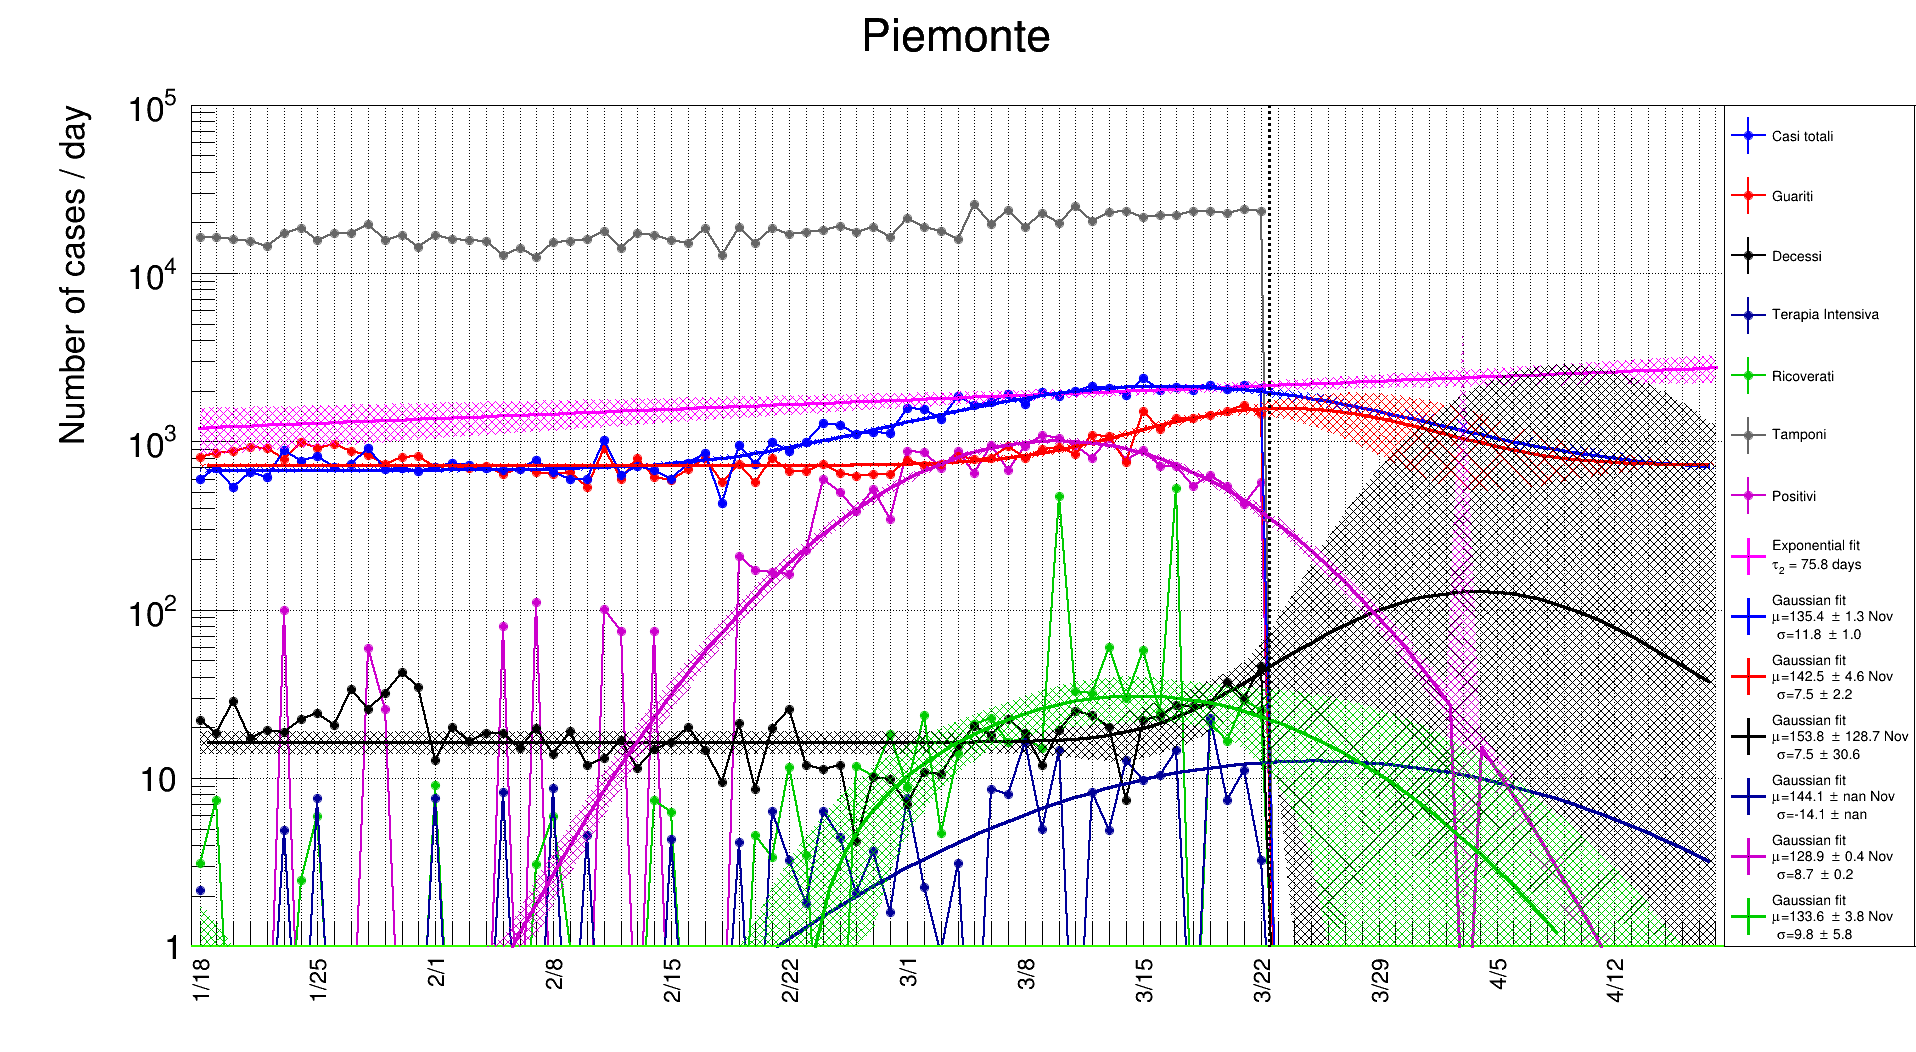 Piemonte
Number of cases / day
10^5
10^4
10^3
10^2
10
1
1/18
1/25
2/1
2/8
2/15
2/22
3/1
3/8
3/15
3/22
3/29
4/5
4/12
Casi totali
Guariti
Decessi
Terapia Intensiva
Ricoverati
Tamponi
Positivi
Exponential fit
τ₂ = 75.8 days
Gaussian fit
μ=135.4 ± 1.3 Nov
σ=11.8 ± 1.0
Gaussian fit
μ=142.5 ± 4.6 Nov
σ=7.5 ± 2.2
Gaussian fit
μ=153.8 ± 128.7 Nov
σ=7.5 ± 30.6
Gaussian fit
μ=144.1 ± nan Nov
σ=-14.1 ± nan
Gaussian fit
μ=128.9 ± 0.4 Nov
σ=8.7 ± 0.2
Gaussian fit
μ=133.6 ± 3.8 Nov
σ=9.8 ± 5.8